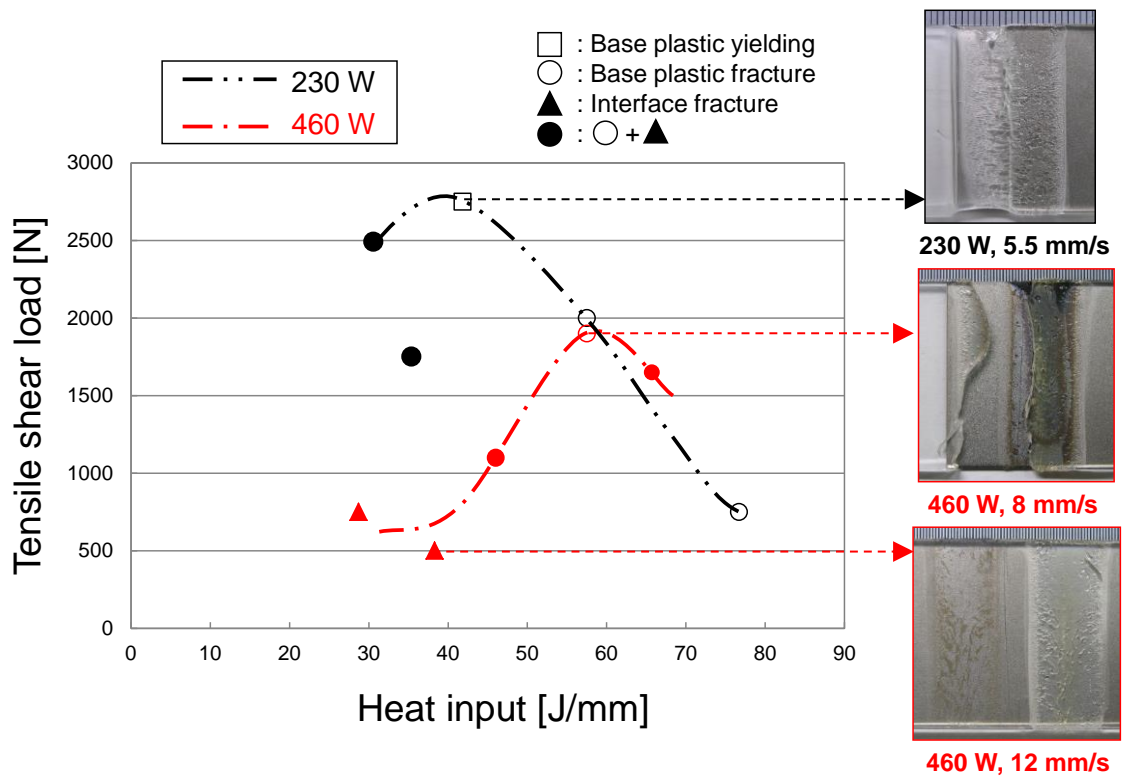 230 W
460 W
: Base plastic yielding
: Base plastic fracture
: Interface fracture
: +
Tensile shear load [N]
3000
2500
2000
1500
1000
500
0
0 10 20 30 40 50 60 70 80 90
Heat input [J/mm]
230 W, 5.5 mm/s
460 W, 8 mm/s
460 W, 12 mm/s